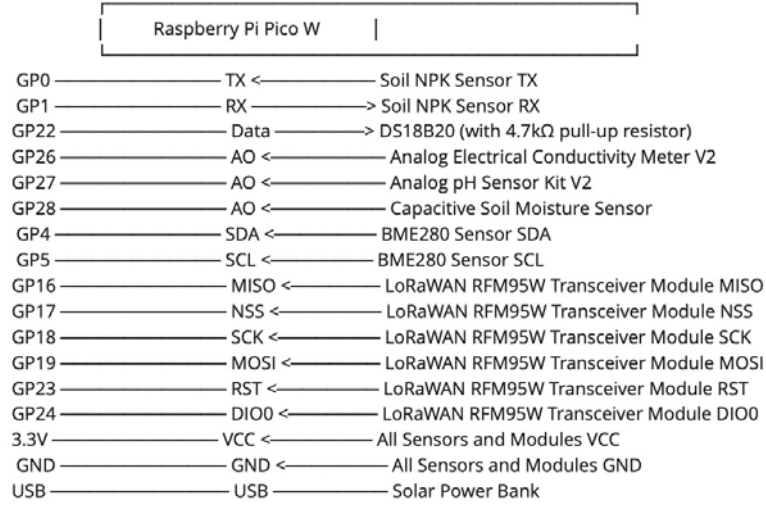 Raspberry Pi Pico W
GP0 TX < Soil NPK Sensor TX
GP1 RX > Soil NPK Sensor RX
GP22 Data > DS18B20 (with 4.7kΩ pull-up resistor)
GP26 AO < Analog Electrical Conductivity Meter V2
GP27 AO < Analog pH Sensor Kit V2
GP28 AO < Capacitive Soil Moisture Sensor
GP4 SDA < BME280 Sensor SDA
GP5 SCL < BME280 Sensor SCL
GP16 MISO < LoRaWAN RFM95W Transceiver Module MISO
GP17 NSS < LoRaWAN RFM95W Transceiver Module NSS
GP18 SCK < LoRaWAN RFM95W Transceiver Module SCK
GP19 MOSI < LoRaWAN RFM95W Transceiver Module MOSI
GP23 RST < LoRaWAN RFM95W Transceiver Module RST
GP24 DIO0 < LoRaWAN RFM95W Transceiver Module DIO0
3.3V VCC < All Sensors and Modules VCC
GND GND < All Sensors and Modules GND
USB USB Solar Power Bank